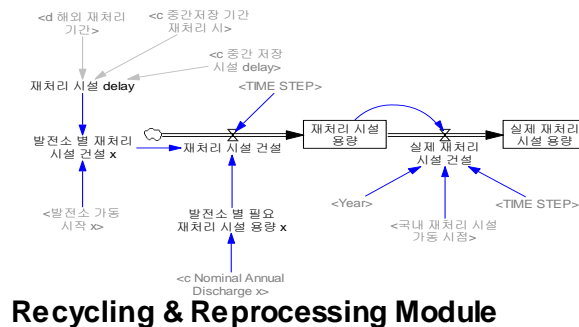 <d 해외 재처리
기간>
<c 중간저장 기간
재처리 시>
<c 중간 저장
시설 delay>
재처리 시설 delay
<TIME STEP>
발전소 별 재처리
시설 건설 x
재처리 시설 건설
재처리 시설
용량
실제 재처리
시설 건설
실제 재처리
시설 용량
<발전소 가동
시작 x>
발전소 별 필요
재처리 시설 용량 x
<Year>
<국내 재처리 시설
가동 시점>
<TIME STEP>
<c Nominal Annual
Discharge x>
Recycling & Reprocessing Module